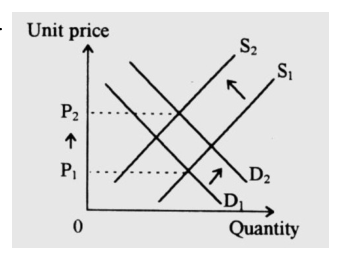 Unit price
S₂
S₁
P₂
P₁
D₂
D₁
0
Quantity